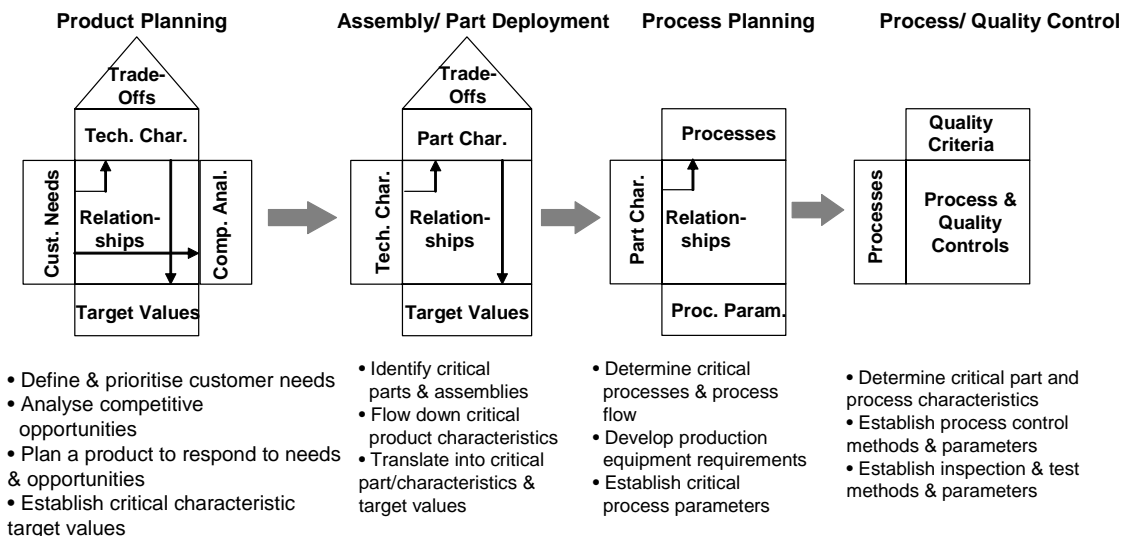 Product Planning
Trade-
Offs
Tech. Char.
Cust. Needs
Relation-
ships
Comp. Anal.
Target Values
• Define & prioritise customer needs
• Analyse competitive
opportunities
• Plan a product to respond to needs
& opportunities
• Establish critical characteristic
target values
Assembly/ Part Deployment
Trade-
Offs
Part Char.
Tech. Char.
Relation-
ships
Target Values
• Identify critical
parts & assemblies
• Flow down critical
product characteristics
• Translate into critical
part/characteristics &
target values
Process Planning
Processes
Part Char.
Relation-
ships
Proc. Param.
• Determine critical
processes & process
flow
• Develop production
equipment requirements
• Establish critical
process parameters
Process/ Quality Control
Quality
Criteria
Processes
Process &
Quality
Controls
• Determine critical part and
process characteristics
• Establish process control
methods & parameters
• Establish inspection & test
methods & parameters